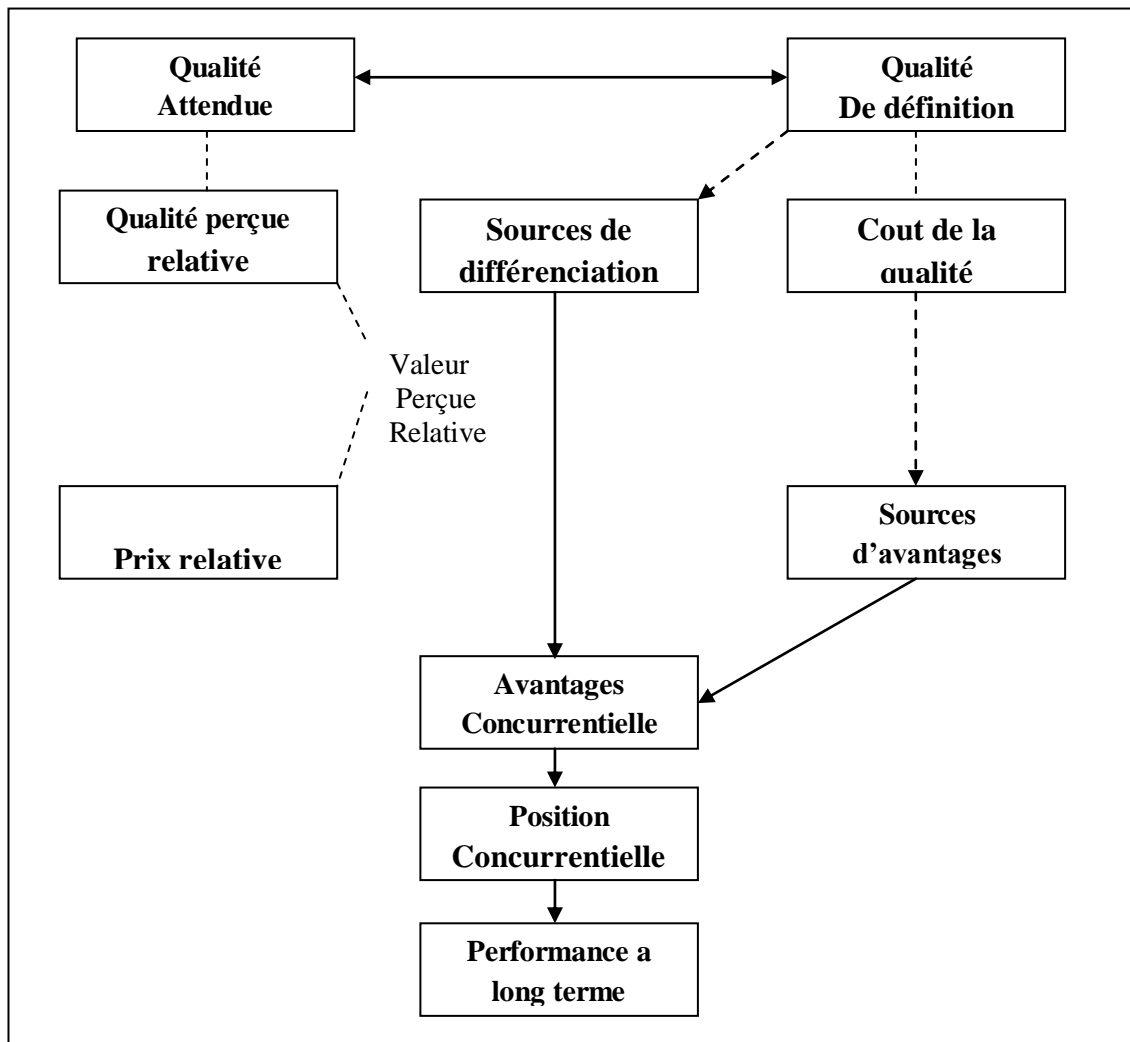 Qualité
Attendue
Qualité
De définition
Qualité perçue
relative
Sources de
différenciation
Cout de la
qualité
Valeur
Perçue
Relative
Prix relative
Sources
d’avantages
Avantages
Concurrentielle
Position
Concurrentielle
Performance a
long terme